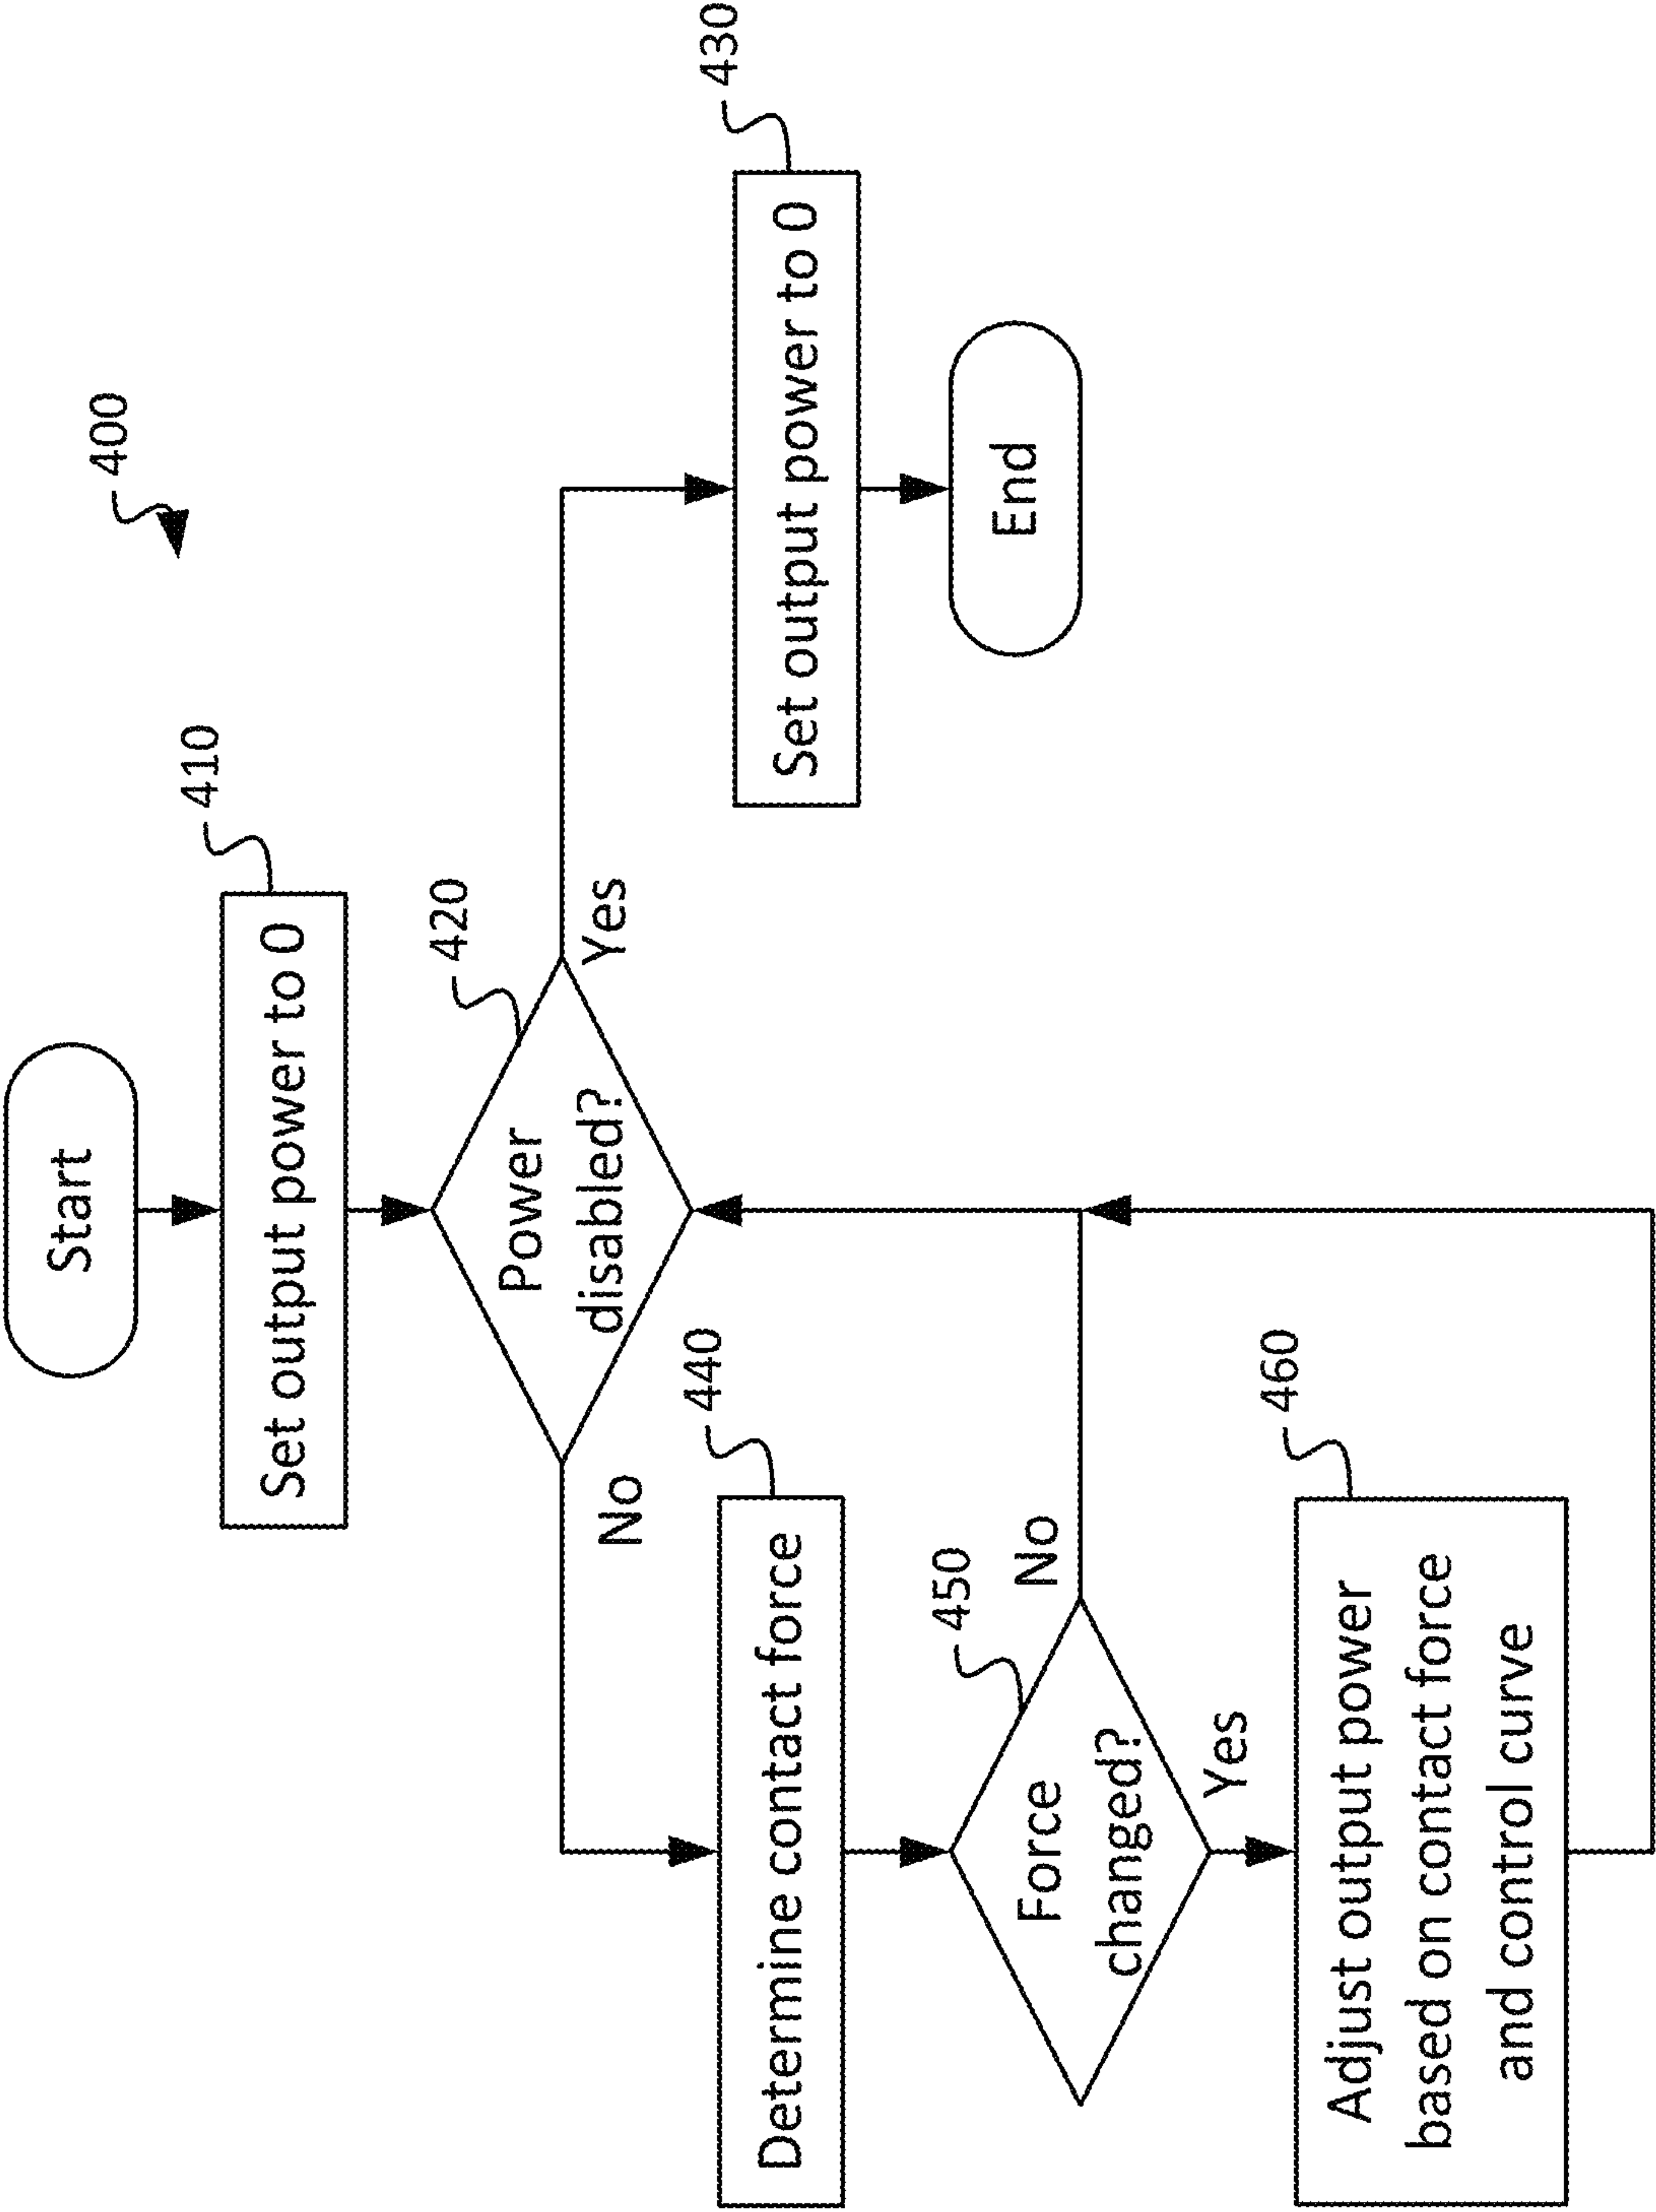 400
Start
410
Set output power to 0
420
Power
disabled?
Yes
No
430
Set output power to 0
End
440
Determine contact force
450
Force
changed?
No
Yes
460
Adjust output power
based on contact force
and control curve